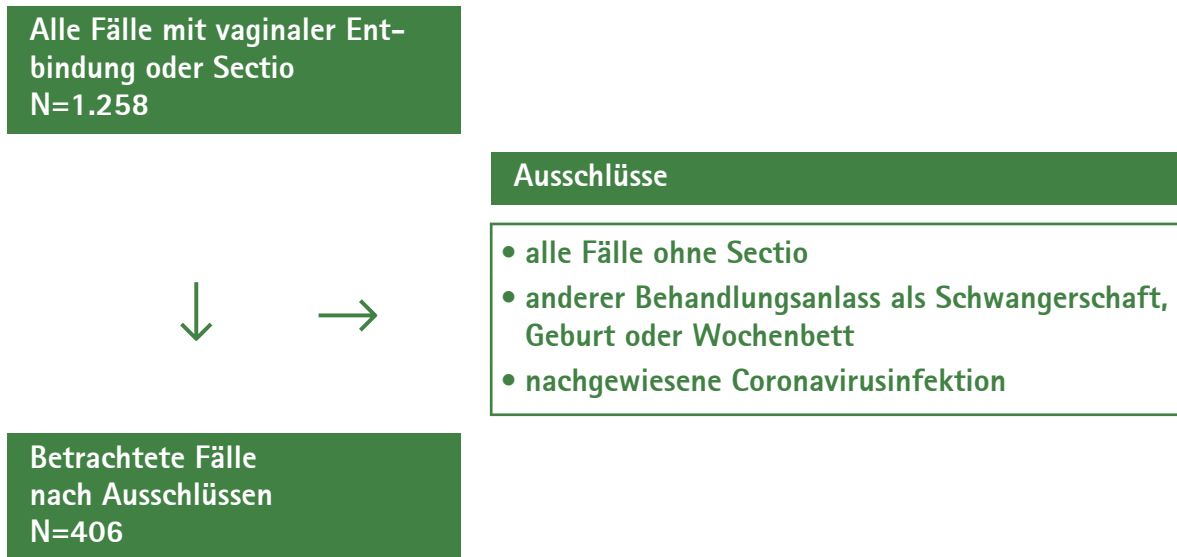 Alle Fälle mit vaginaler Ent-
bindung oder Sectio
N=1.258
Ausschlüsse
• alle Fälle ohne Sectio
• anderer Behandlungsanlass als Schwangerschaft,
Geburt oder Wochenbett
• nachgewiesene Coronavirusinfektion
Betrachtete Fälle
nach Ausschlüssen
N=406